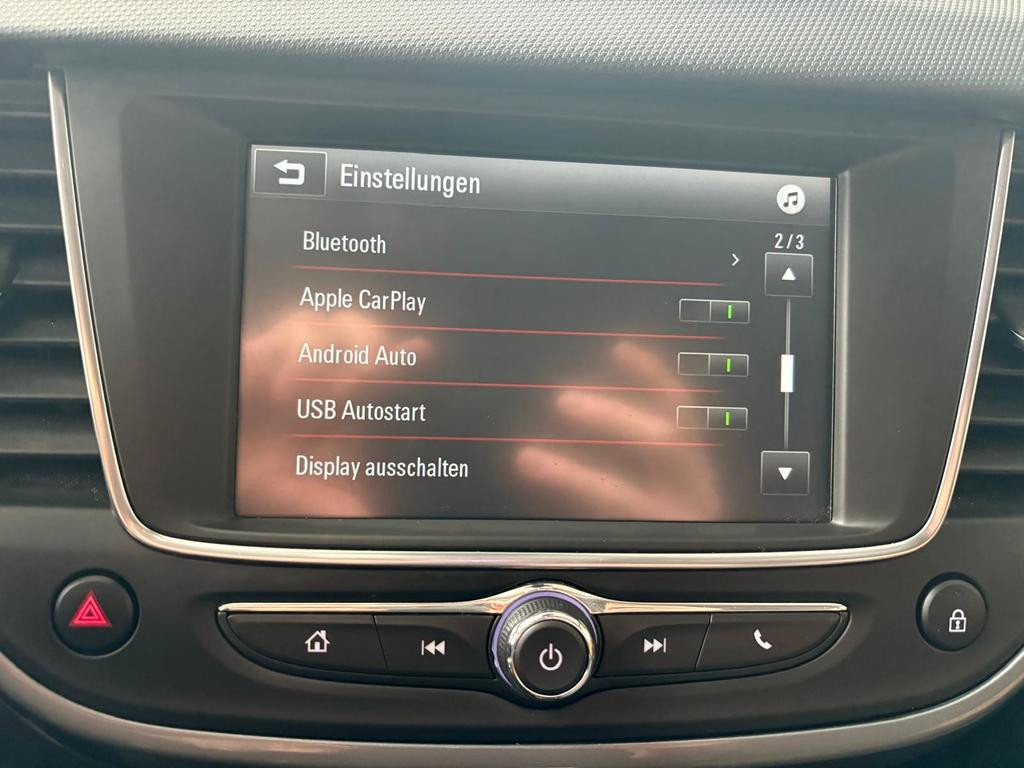 Einstellungen
2/3
Bluetooth
Apple CarPlay
Android Auto
USB Autostart
Display ausschalten